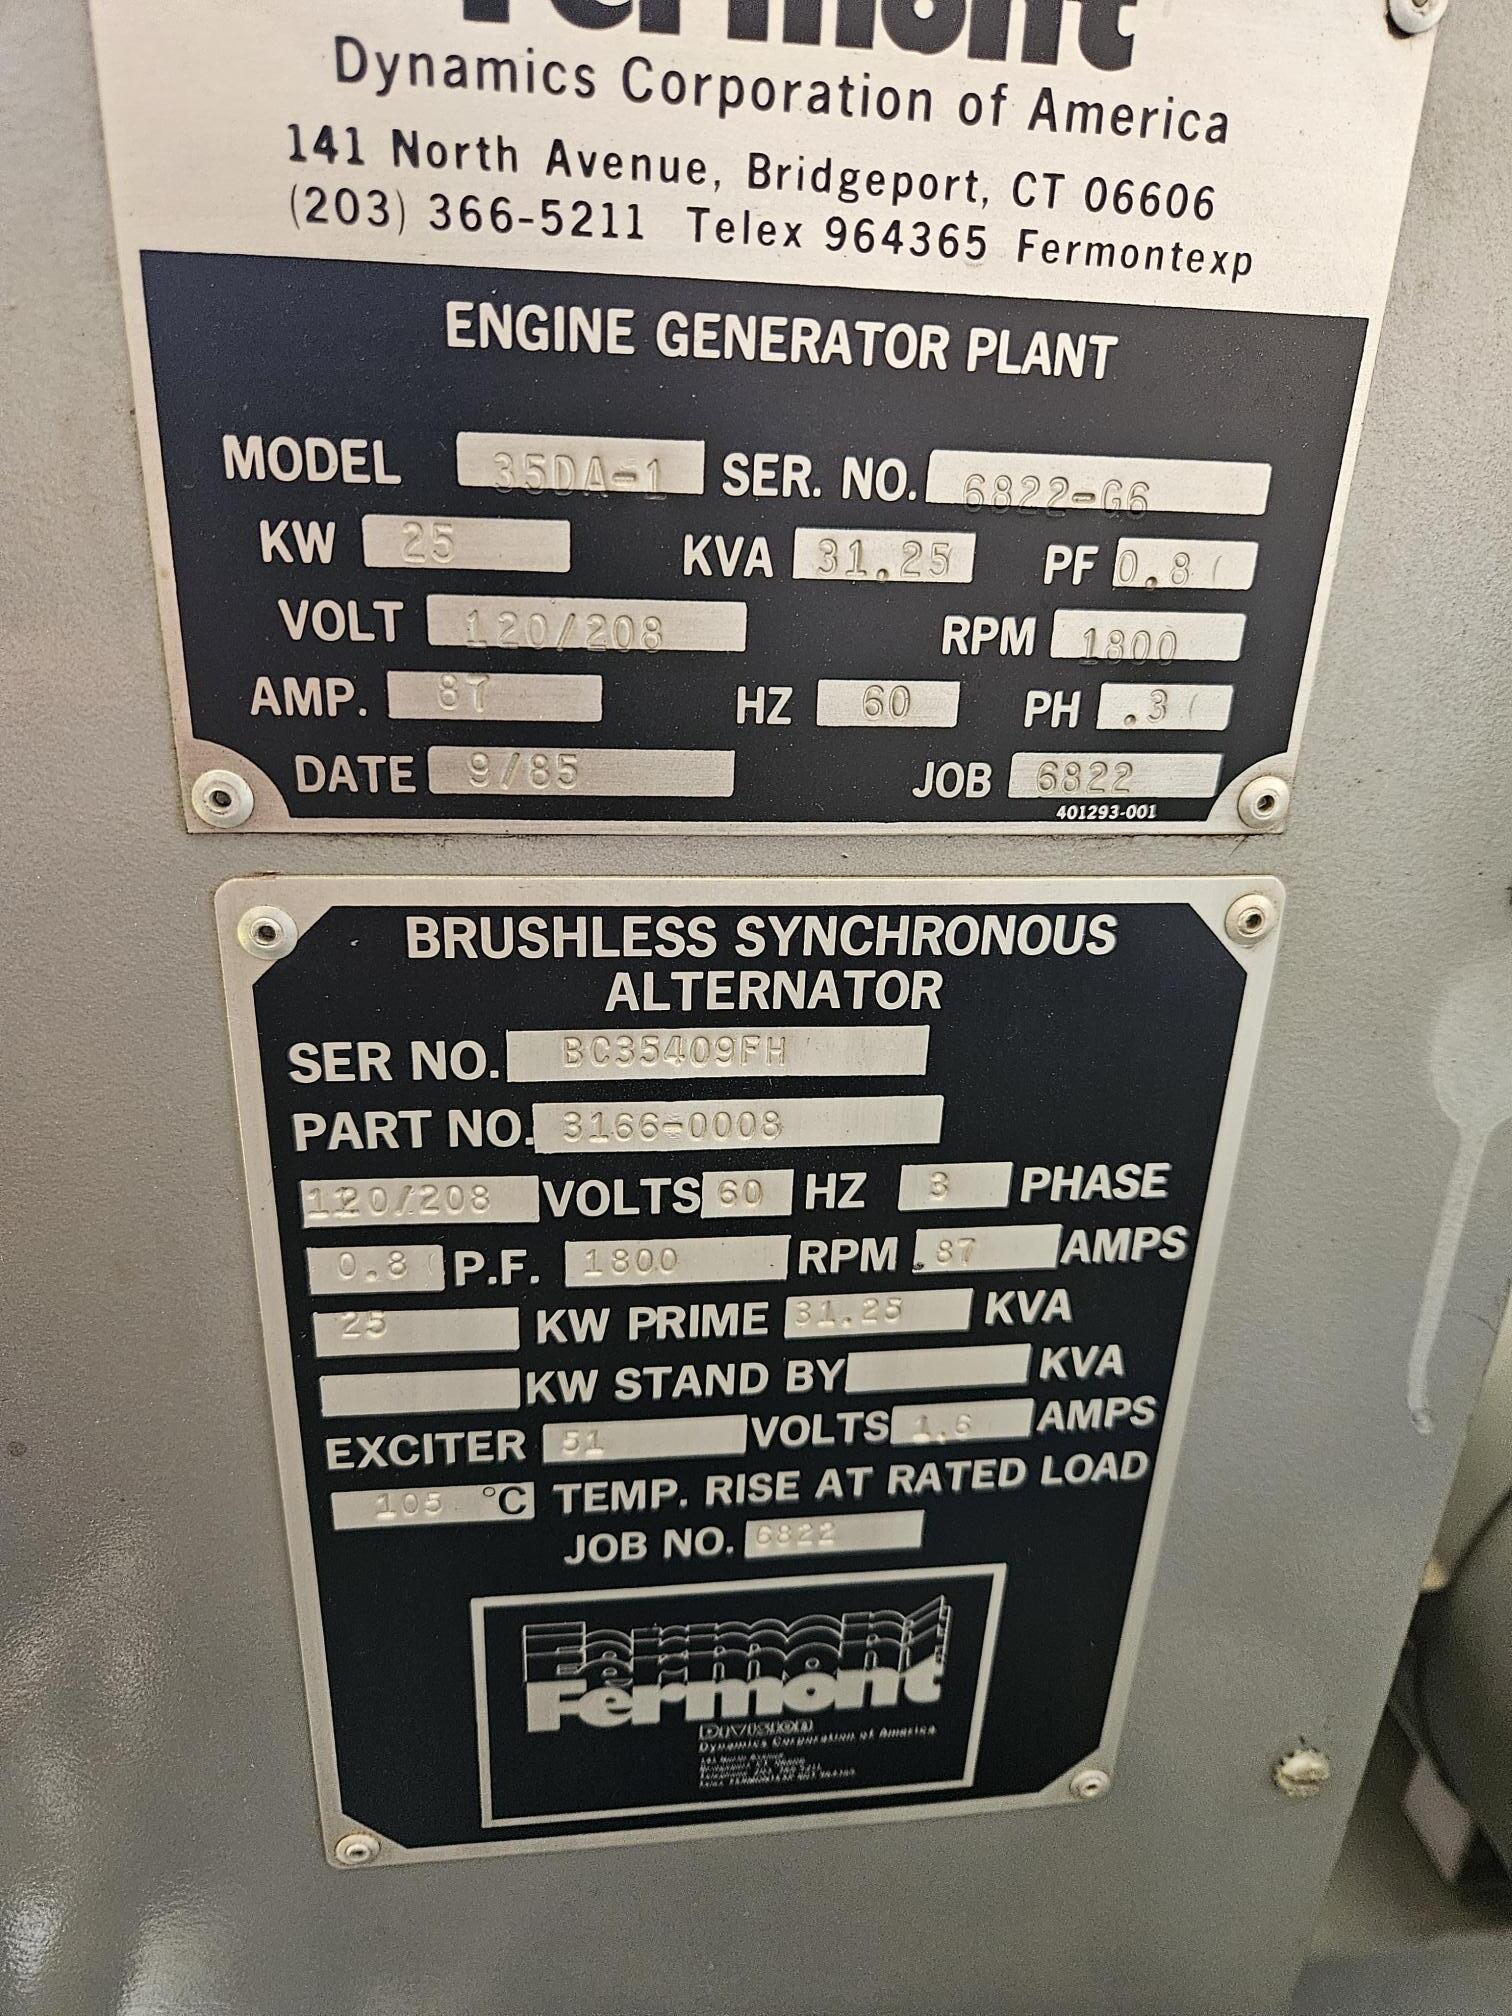 Fermont
Dynamics Corporation of America
141 North Avenue, Bridgeport, CT 06606
(203) 366-5211 Telex 964365 Fermontexp
ENGINE GENERATOR PLANT
MODEL 35DA-1 SER. NO. 6822-G6
KW 25 KVA 31.25 PF 0.8
VOLT 120/208 RPM 1800
AMP. 87 HZ 60 PH .3
DATE 9/85 JOB 6822
401293-001
BRUSHLESS SYNCHRONOUS
ALTERNATOR
SER NO. BC35409FH
PART NO. 3166-0008
120/208 VOLTS 60 HZ 3 PHASE
0.8 P.F. 1800 RPM .87 AMPS
25 KW PRIME 31.25 KVA
KW STAND BY KVA
EXCITER 51 VOLTS 1.6 AMPS
105 °C TEMP. RISE AT RATED LOAD
JOB NO. 6822
Fermont
DIVISION
Dynamics Corporation of America
141 North Avenue